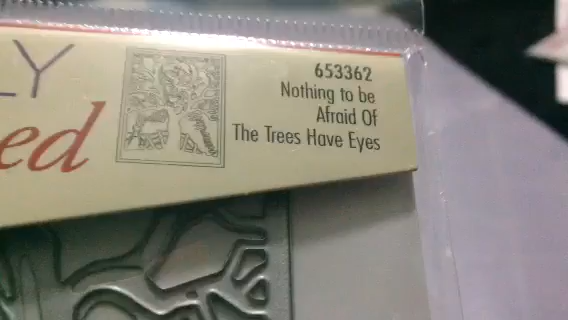 LY
ed
653362
Nothing to be
Afraid Of
The Trees Have Eyes